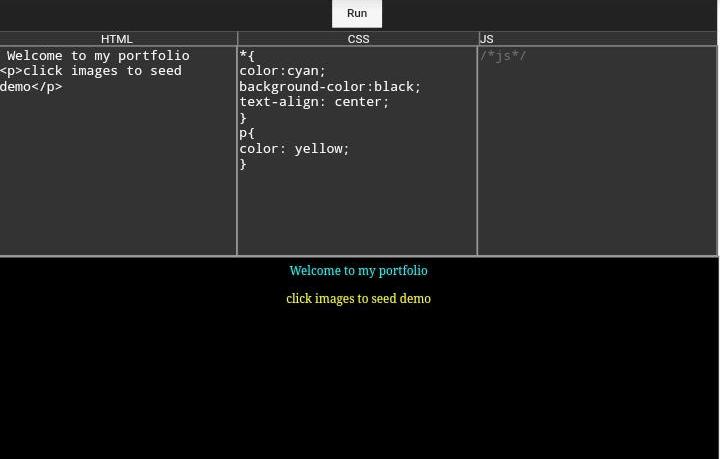 Run
HTML
CSS
JS
Welcome to my portfolio
<p>click images to seed
demo</p>
*{
color:cyan;
background-color:black;
text-align: center;
}
p{
color: yellow;
}
/*js*/
Welcome to my portfolio
click images to seed demo